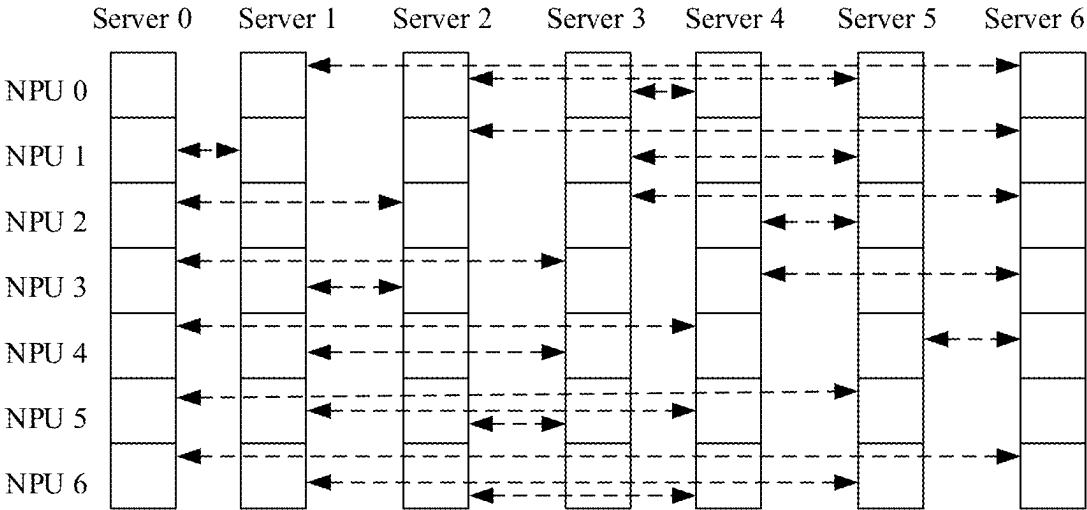 Server 0 Server 1 Server 2 Server 3 Server 4 Server 5 Server 6
NPU 0
NPU 1
NPU 2
NPU 3
NPU 4
NPU 5
NPU 6